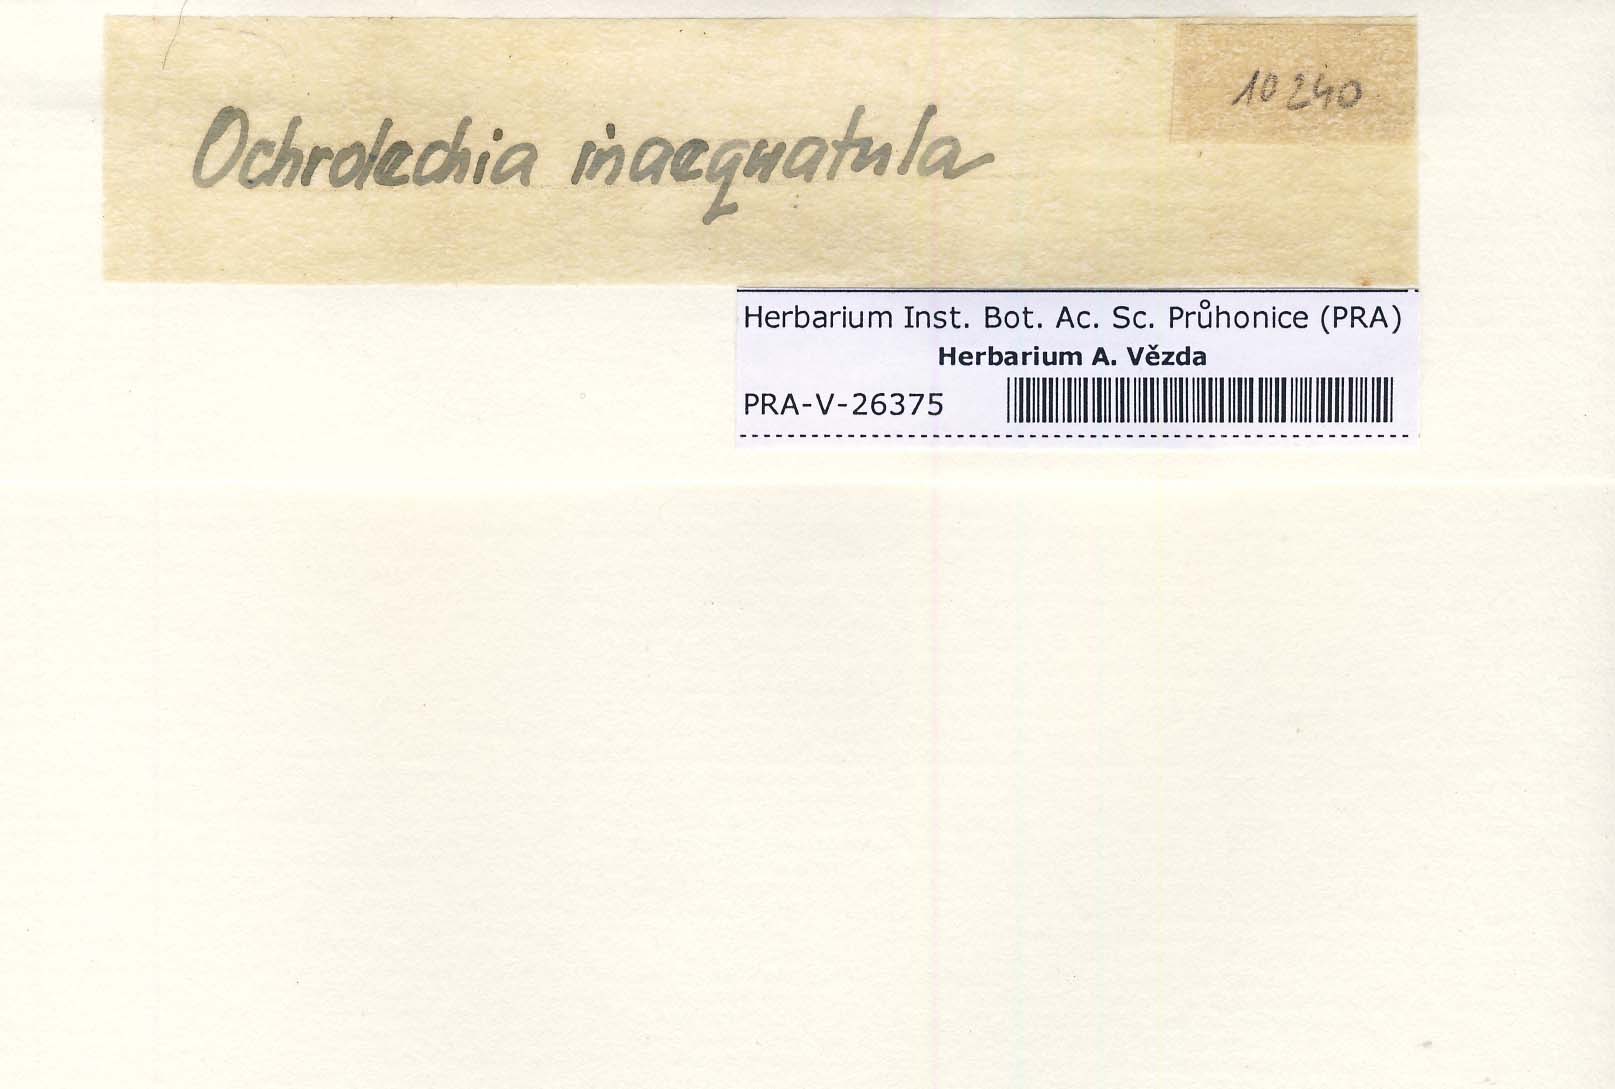 10240
Ochrolechia inaequatula
Herbarium Inst. Bot. Ac. Sc. Průhonice (PRA)
Herbarium A. Vězda
PRA-V-26375